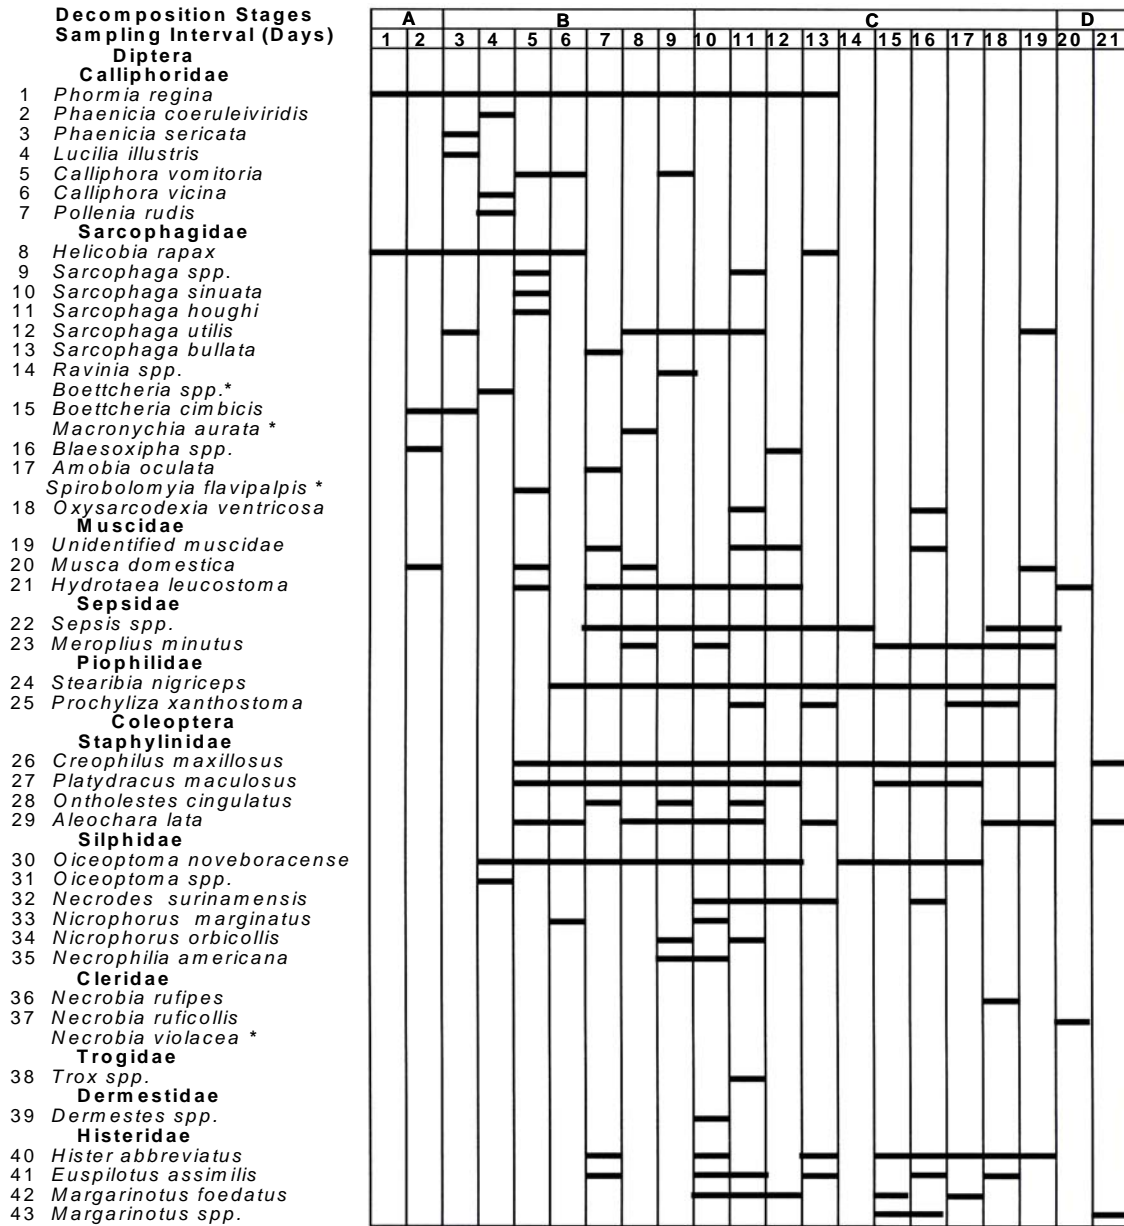 Decomposition Stages A B C D
Sampling Interval (Days) 1 2 3 4 5 6 7 8 9 10 11 12 13 14 15 16 17 18 19 20 21
Diptera
Calliphoridae
1 Phormia regina
2 Phaenicia coeruleiviridis
3 Phaenicia sericata
4 Lucilia illustris
5 Calliphora vomitoria
6 Calliphora vicina
7 Pollenia rudis
Sarcophagidae
8 Helicobia rapax
9 Sarcophaga spp.
10 Sarcophaga sinuata
11 Sarcophaga houghi
12 Sarcophaga utilis
13 Sarcophaga bullata
14 Ravinia spp.
Boettcheria spp.*
15 Boettcheria cimbicis
Macronychia aurata *
16 Blaesoxipha spp.
17 Amobia oculata
Spirobolomyia flavipalpis *
18 Oxysarcodexia ventricosa
Muscidae
19 Unidentified muscidae
20 Musca domestica
21 Hydrotaea leucostoma
Sepsidae
22 Sepsis spp.
23 Meroplius minutus
Piophilidae
24 Stearibia nigriceps
25 Prochyliza xanthostoma
Coleoptera
Staphylinidae
26 Creophilus maxillosus
27 Platydracus maculosus
28 Ontholestes cingulatus
29 Aleochara lata
Silphidae
30 Oiceoptoma noveboracense
31 Oiceoptoma spp.
32 Necrodes surinamensis
33 Nicrophorus marginatus
34 Nicrophorus orbicollis
35 Necrophilia americana
Cleridae
36 Necrobia rufipes
37 Necrobia ruficollis
Necrobia violacea *
Trogidae
38 Trox spp.
Dermestidae
39 Dermestes spp.
Histeridae
40 Hister abbreviatus
41 Euspilotus assimilis
42 Margarinotus foedatus
43 Margarinotus spp.